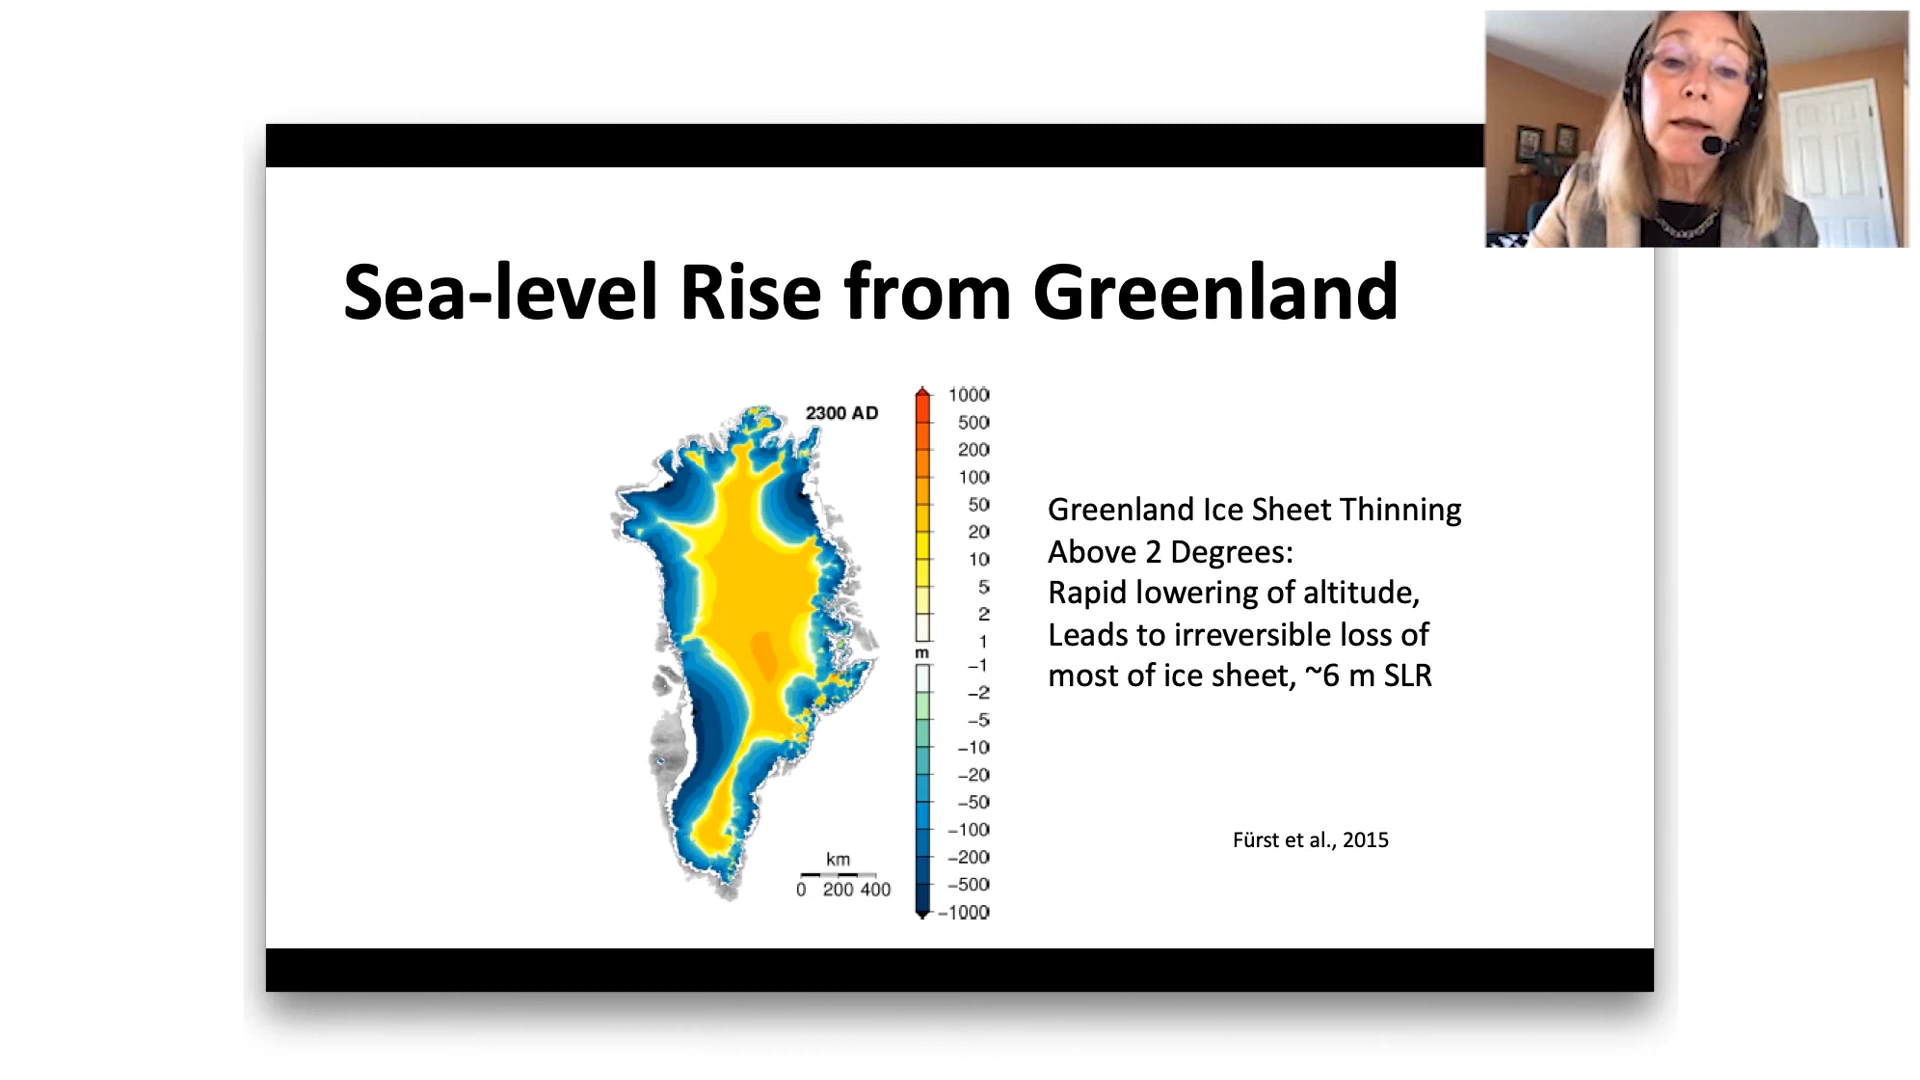 Sea-level Rise from Greenland
2300 AD
1000
500
200
100
50
20
10
5
2
1
m
−1
−2
−5
−10
−20
−50
−100
−200
−500
−1000
km
0 200 400
Greenland Ice Sheet Thinning
Above 2 Degrees:
Rapid lowering of altitude,
Leads to irreversible loss of
most of ice sheet, ~6 m SLR
Fürst et al., 2015